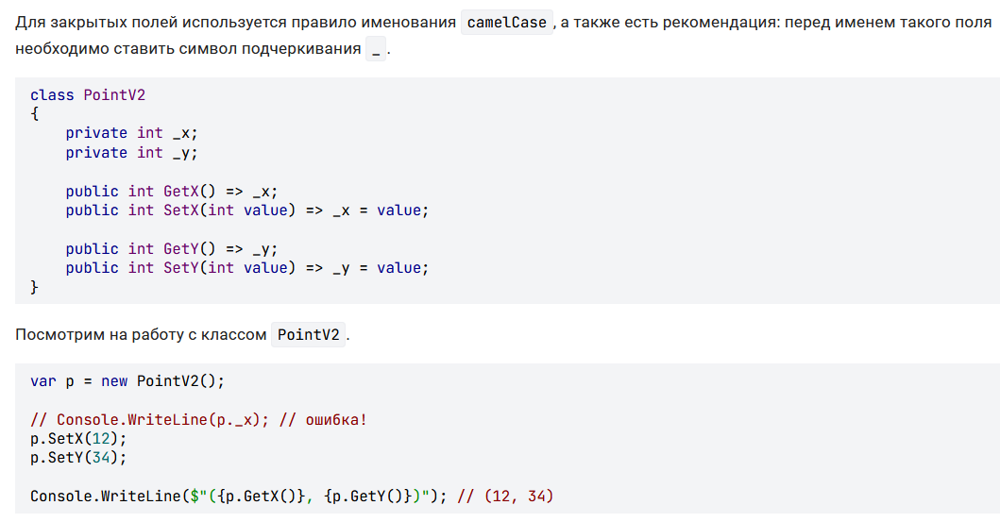 Для закрытых полей используется правило именования camelCase, а также есть рекомендация: перед именем такого поля
необходимо ставить символ подчеркивания _.
class PointV2
{
    private int _x;
    private int _y;

    public int GetX() => _x;
    public int SetX(int value) => _x = value;

    public int GetY() => _y;
    public int SetY(int value) => _y = value;
}
Посмотрим на работу с классом PointV2.
var p = new PointV2();

// Console.WriteLine(p._x); // ошибка!
p.SetX(12);
p.SetY(34);

Console.WriteLine($"({p.GetX()}, {p.GetY()})"); // (12, 34)